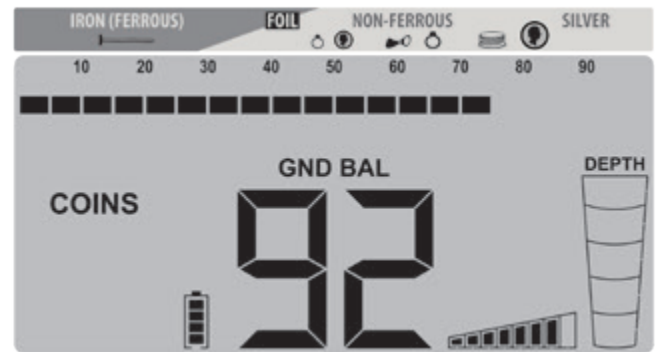 IRON (FERROUS) FOIL NON-FERROUS SILVER
10 20 30 40 50 60 70 80 90
GND BAL
DEPTH
COINS
92